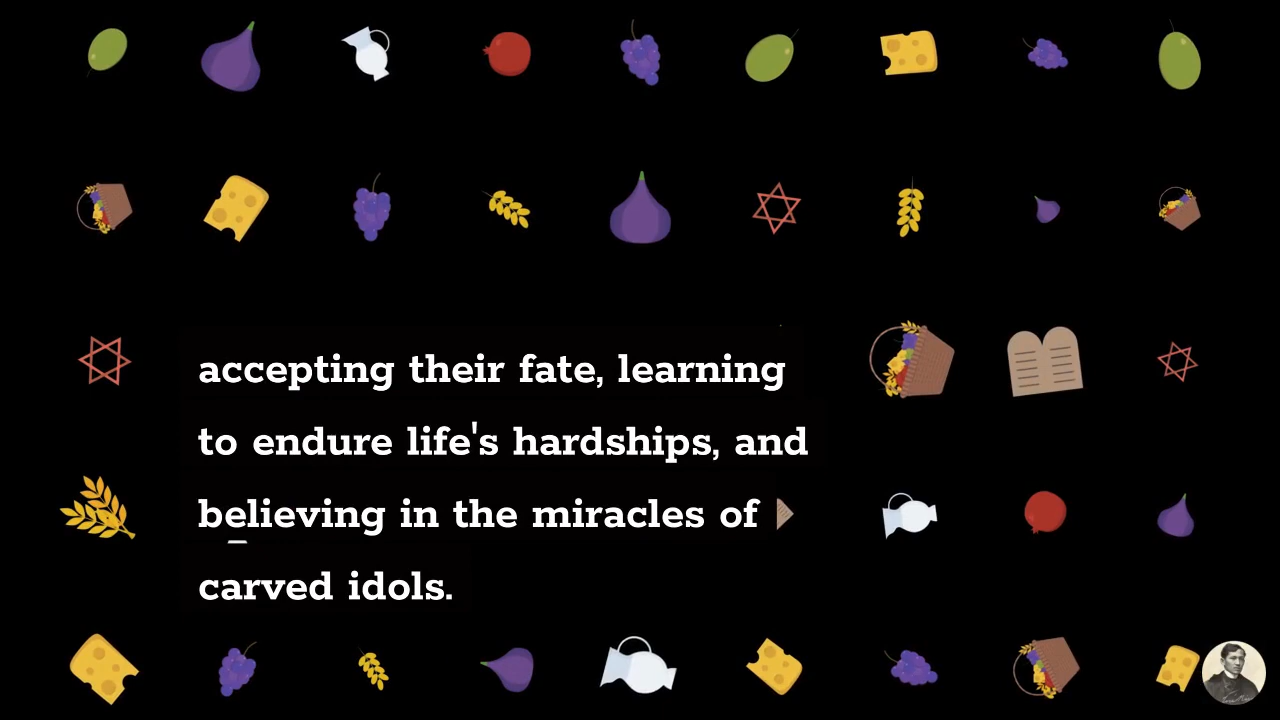 accepting their fate, learning
to endure life's hardships, and
believing in the miracles of
carved idols.